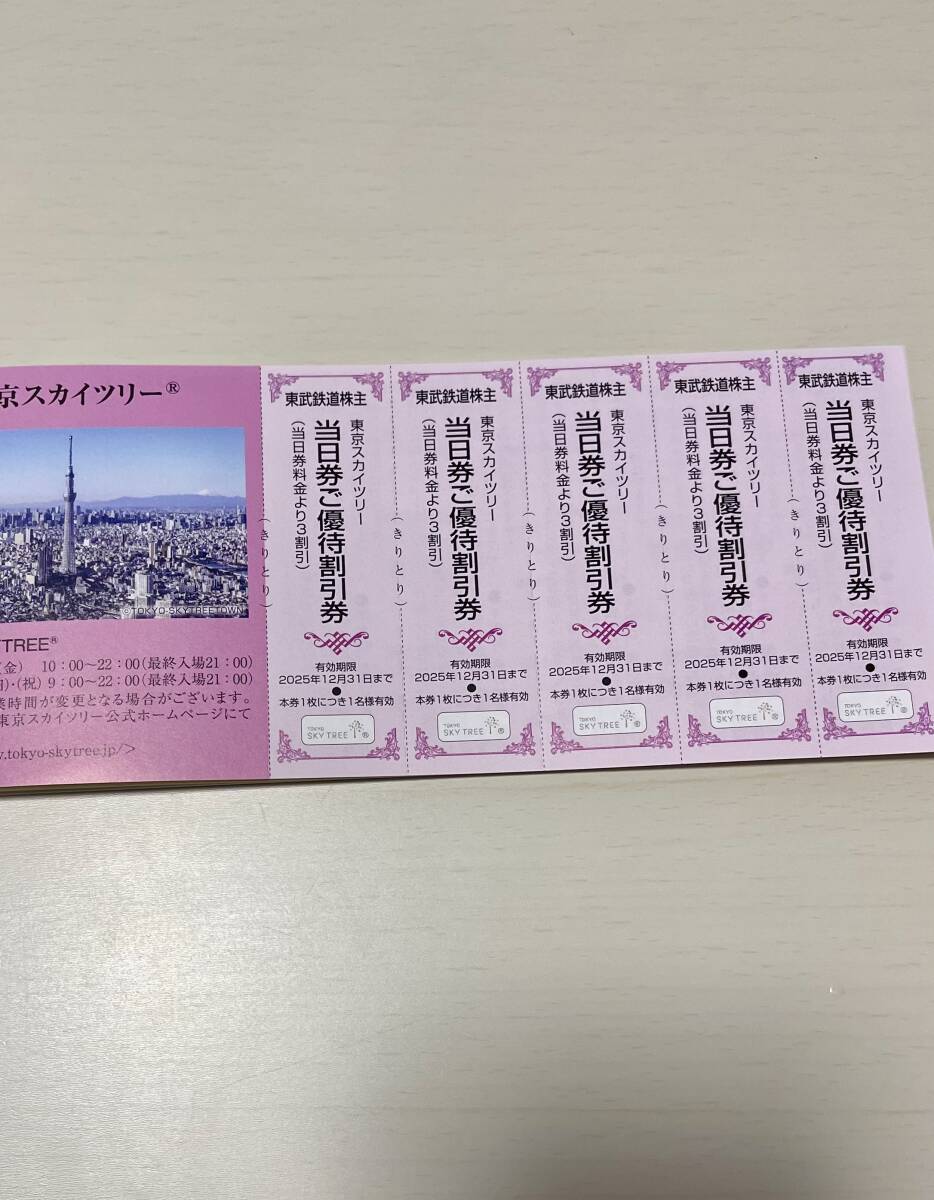 京スカイツリー®
©TOKYO-SKYTREETOWN
YTREE®
(金) 10:00～22:00(最終入場21:00)
日)・(祝) 9:00～22:00(最終入場21:00)
業時間が変更となる場合がございます。
東京スカイツリー公式ホームページにて
w.tokyo-skytree.jp/>
(きりとり)
東武鉄道株主
東京スカイツリー
当日券ご優待割引券
(当日券料金より3割引)
有効期限
2025年12月31日まで
●
本券1枚につき1名様有効
TOKYO
SKY TREE®
(きりとり)
東武鉄道株主
東京スカイツリー
当日券ご優待割引券
(当日券料金より3割引)
有効期限
2025年12月31日まで
●
本券1枚につき1名様有効
TOKYO
SKY TREE®
(きりとり)
東武鉄道株主
東京スカイツリー
当日券ご優待割引券
(当日券料金より3割引)
有効期限
2025年12月31日まで
●
本券1枚につき1名様有効
TOKYO
SKY TREE®
(きりとり)
東武鉄道株主
東京スカイツリー
当日券ご優待割引券
(当日券料金より3割引)
有効期限
2025年12月31日まで
●
本券1枚につき1名様有効
TOKYO
SKY TREE®
(きりとり)
東武鉄道株主
東京スカイツリー
当日券ご優待割引券
(当日券料金より3割引)
有効期限
2025年12月31日まで
●
本券1枚につき1名様有効
TOKYO
SKY TREE®